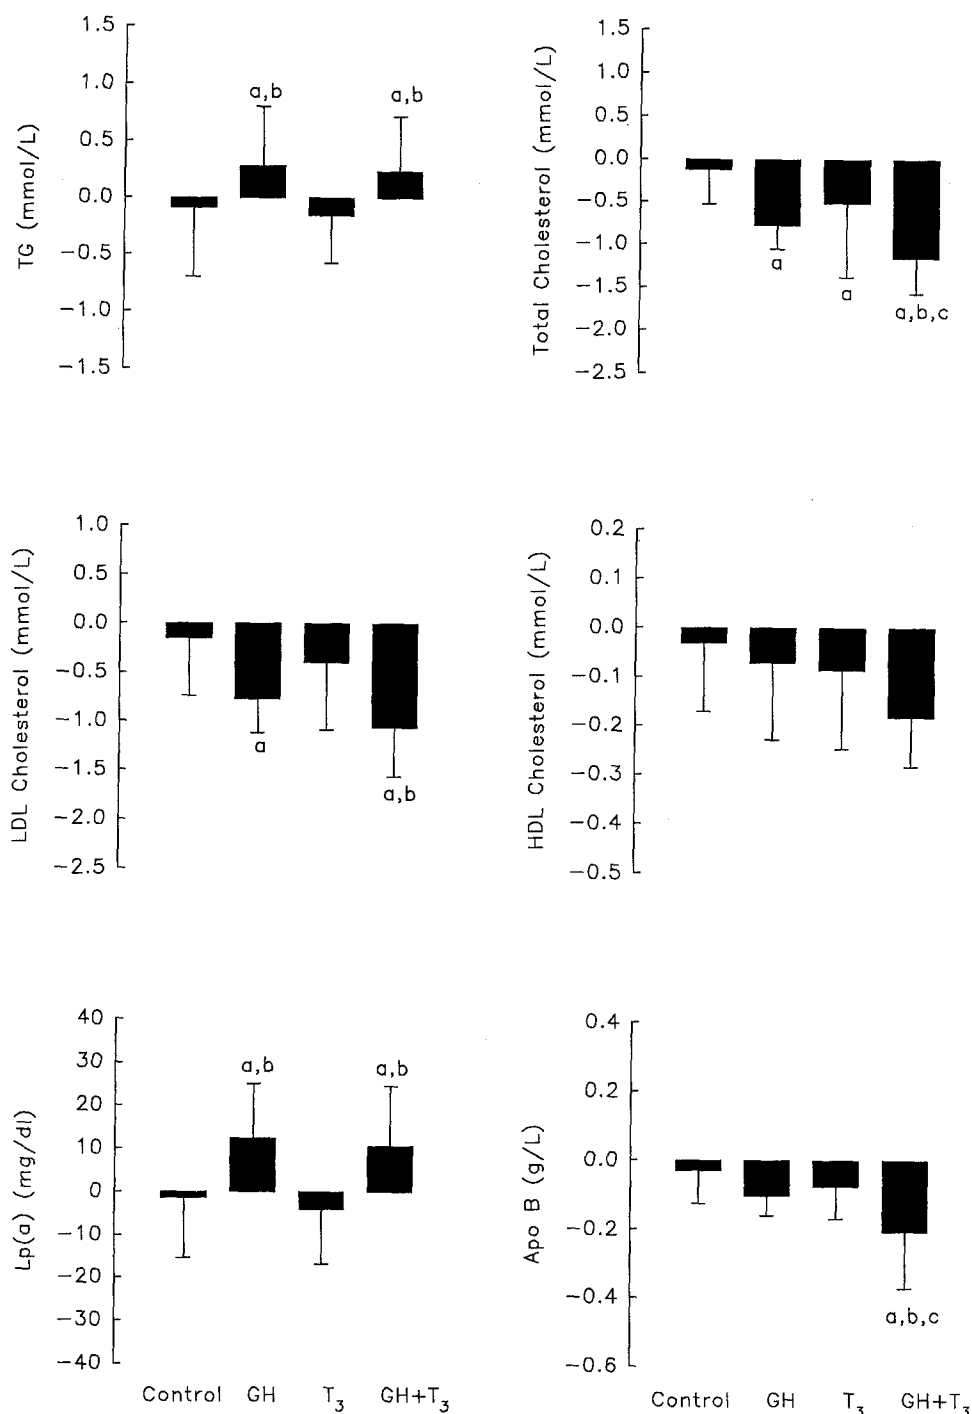 TG (mmol/L)
1.5
1.0
0.5
0.0
−0.5
−1.0
−1.5
a,b
a,b
Total Cholesterol (mmol/L)
1.5
1.0
0.5
0.0
−0.5
−1.0
−1.5
−2.0
−2.5
a
a
a,b,c
LDL Cholesterol (mmol/L)
1.0
0.5
0.0
−0.5
−1.0
−1.5
−2.0
−2.5
a
a,b
HDL Cholesterol (mmol/L)
0.2
0.1
0.0
−0.1
−0.2
−0.3
−0.4
−0.5
Lp(a) (mg/dl)
40
30
20
10
0
−10
−20
−30
−40
a,b
a,b
Control GH T₃ GH+T₃
Apo B (g/L)
0.4
0.2
0.0
−0.2
−0.4
−0.6
a,b,c
Control GH T₃ GH+T₃